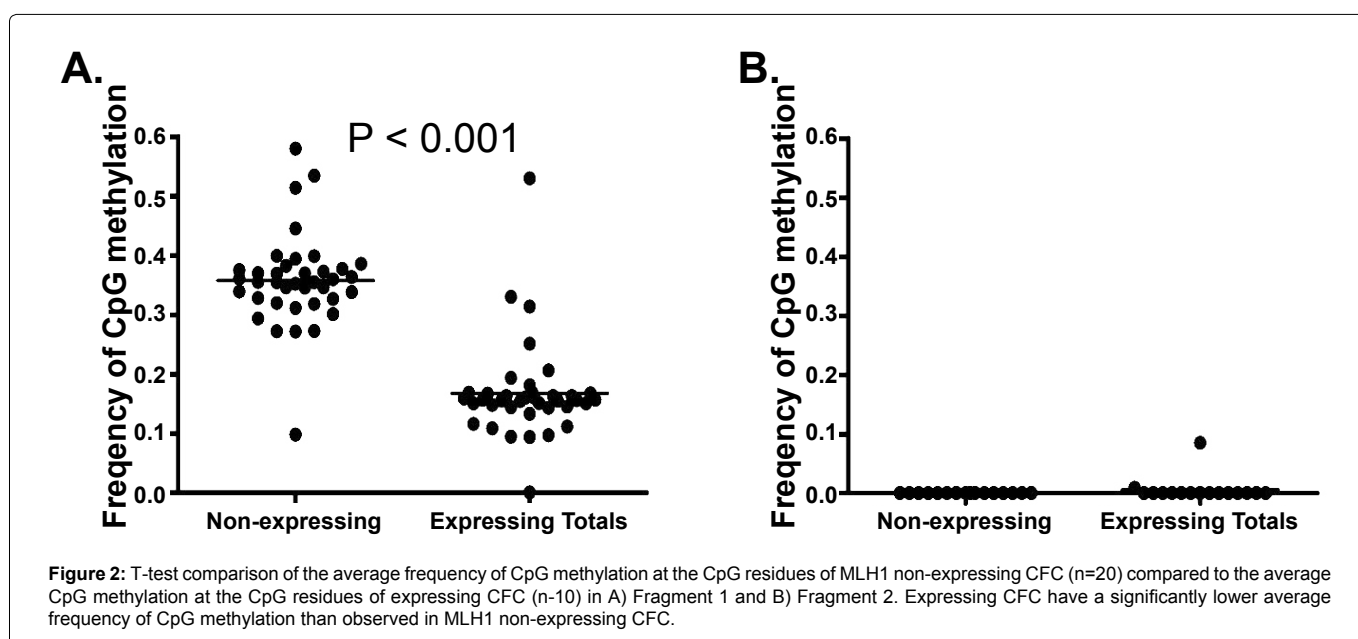 A.
Freqency of CpG methylation
P < 0.001
0.6
0.5
0.4
0.3
0.2
0.1
0.0
Non-expressing Expressing Totals
B.
Freqency of CpG methylation
0.6
0.5
0.4
0.3
0.2
0.1
0.0
Non-expressing Expressing Totals
Figure 2: T-test comparison of the average frequency of CpG methylation at the CpG residues of MLH1 non-expressing CFC (n=20) compared to the average
CpG methylation at the CpG residues of expressing CFC (n-10) in A) Fragment 1 and B) Fragment 2. Expressing CFC have a significantly lower average
frequency of CpG methylation than observed in MLH1 non-expressing CFC.